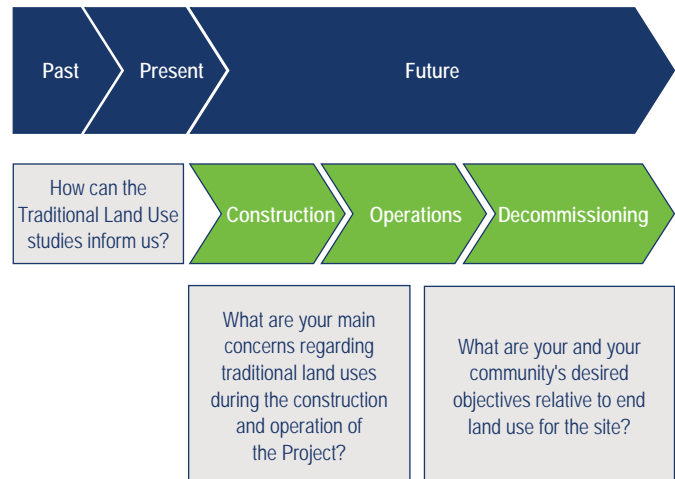 Past
Present
Future
How can the
Traditional Land Use
studies inform us?
Construction
Operations
Decommissioning
What are your main
concerns regarding
traditional land uses
during the construction
and operation of
the Project?
What are your and your
community's desired
objectives relative to end
land use for the site?